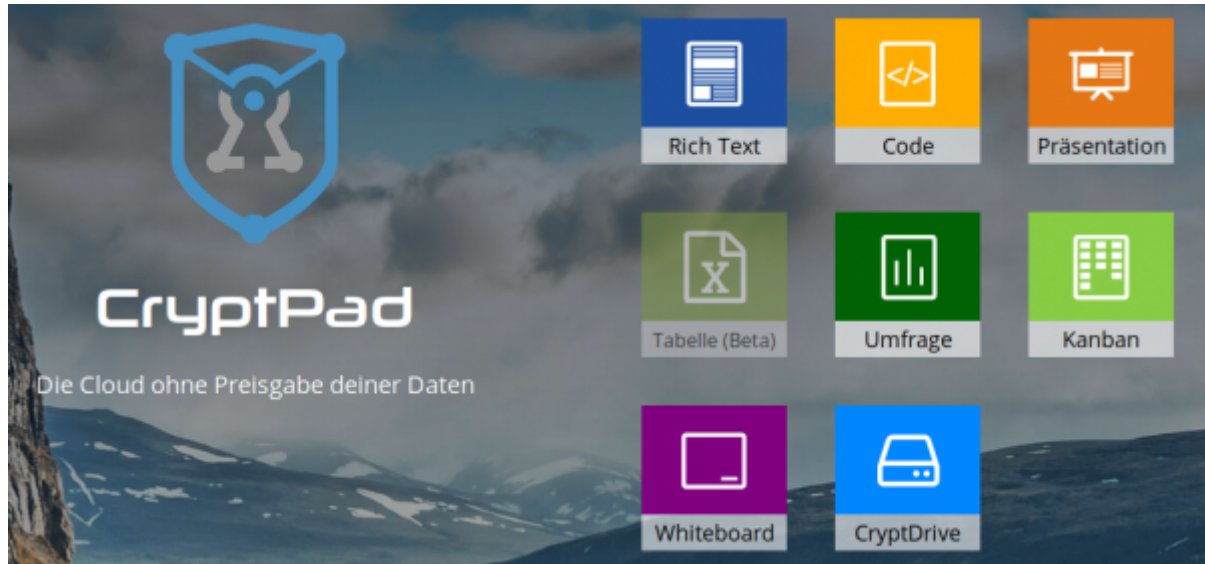 CryptPad
Die Cloud ohne Preisgabe deiner Daten
Rich Text
</>
Code
Präsentation
X
Tabelle (Beta)
Umfrage
Kanban
Whiteboard
CryptDrive